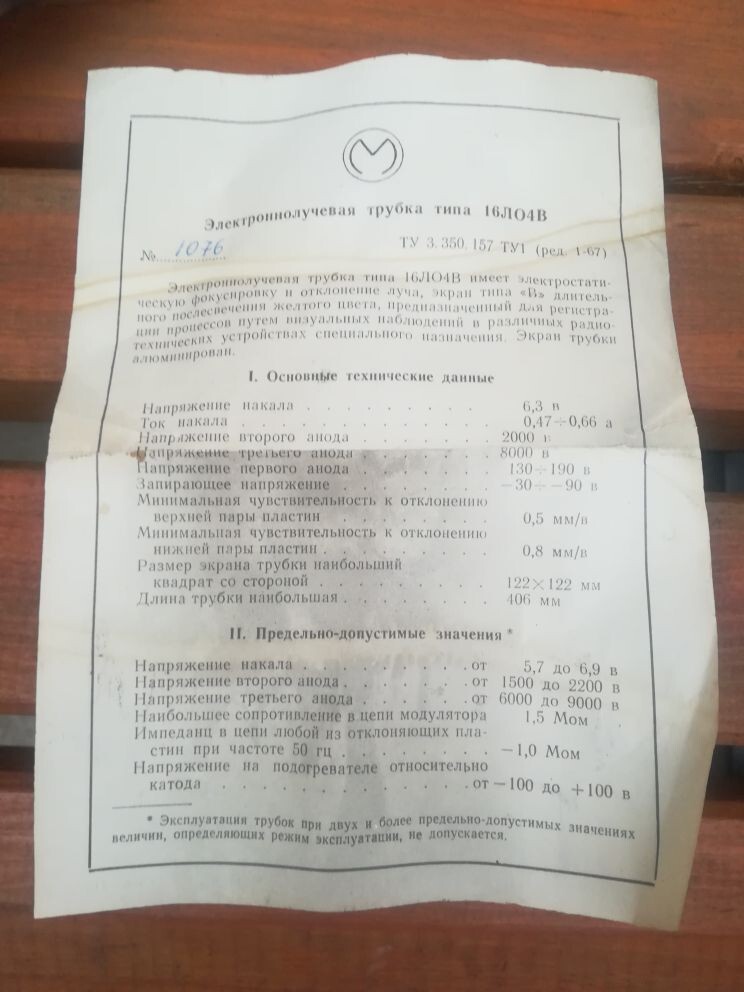 Электроннолучевая трубка типа 16ЛО4В
№ 1076 ТУ 3.350.157 ТУ1 (ред. 1-67)
Электроннолучевая трубка типа 16ЛО4В имеет электростати-
ческую фокусировку и отклонение луча, экран типа «В» длитель-
ного послесвечения желтого цвета, предназначенный для регистра-
ции процессов путем визуальных наблюдений в различных радио-
технических устройствах специального назначения. Экран трубки
алюминирован.
I. Основные технические данные
Напряжение накала . . . . . . . . . . . 6,3 в
Ток накала . . . . . . . . . . . . . 0,47÷0,66 а
Напряжение второго анода . . . . . . . . 2000 в
Напряжение третьего анода . . . . . . . 8000 в
Напряжение первого анода . . . . . . . . 130÷190 в
Запирающее напряжение . . . . . . . . . −30÷−90 в
Минимальная чувствительность к отклонению
верхней пары пластин . . . . . . . . . 0,5 мм/в
Минимальная чувствительность к отклонению
нижней пары пластин . . . . . . . . . 0,8 мм/в
Размер экрана трубки наибольший
квадрат со стороной . . . . . . . . . 122×122 мм
Длина трубки наибольшая . . . . . . . . 406 мм
II. Предельно-допустимые значения *
Напряжение накала . . . . . . . . . от 5,7 до 6,9 в
Напряжение второго анода . . . . . . . от 1500 до 2200 в
Напряжение третьего анода . . . . . . от 6000 до 9000 в
Наибольшее сопротивление в цепи модулятора 1,5 Мом
Импеданц в цепи любой из отклоняющих пла-
стин при частоте 50 гц . . . . . . . −1,0 Мом
Напряжение на подогревателе относительно
катода . . . . . . . . . . . . . от −100 до +100 в
* Эксплуатация трубок при двух и более предельно-допустимых значениях
величин, определяющих режим эксплуатации, не допускается.